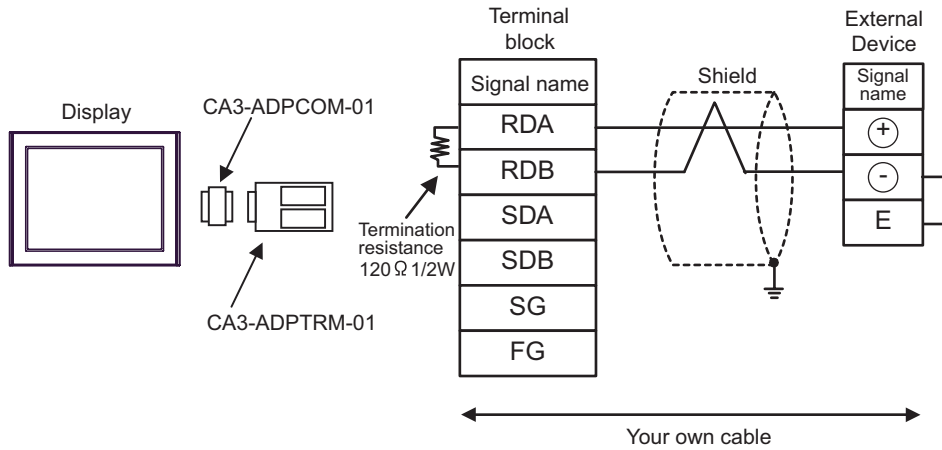 Display
CA3-ADPCOM-01
CA3-ADPTRM-01
Termination
resistance
120Ω 1/2W
Terminal
block
Signal name
RDA
RDB
SDA
SDB
SG
FG
Shield
External
Device
Signal
name
+
-
E
Your own cable